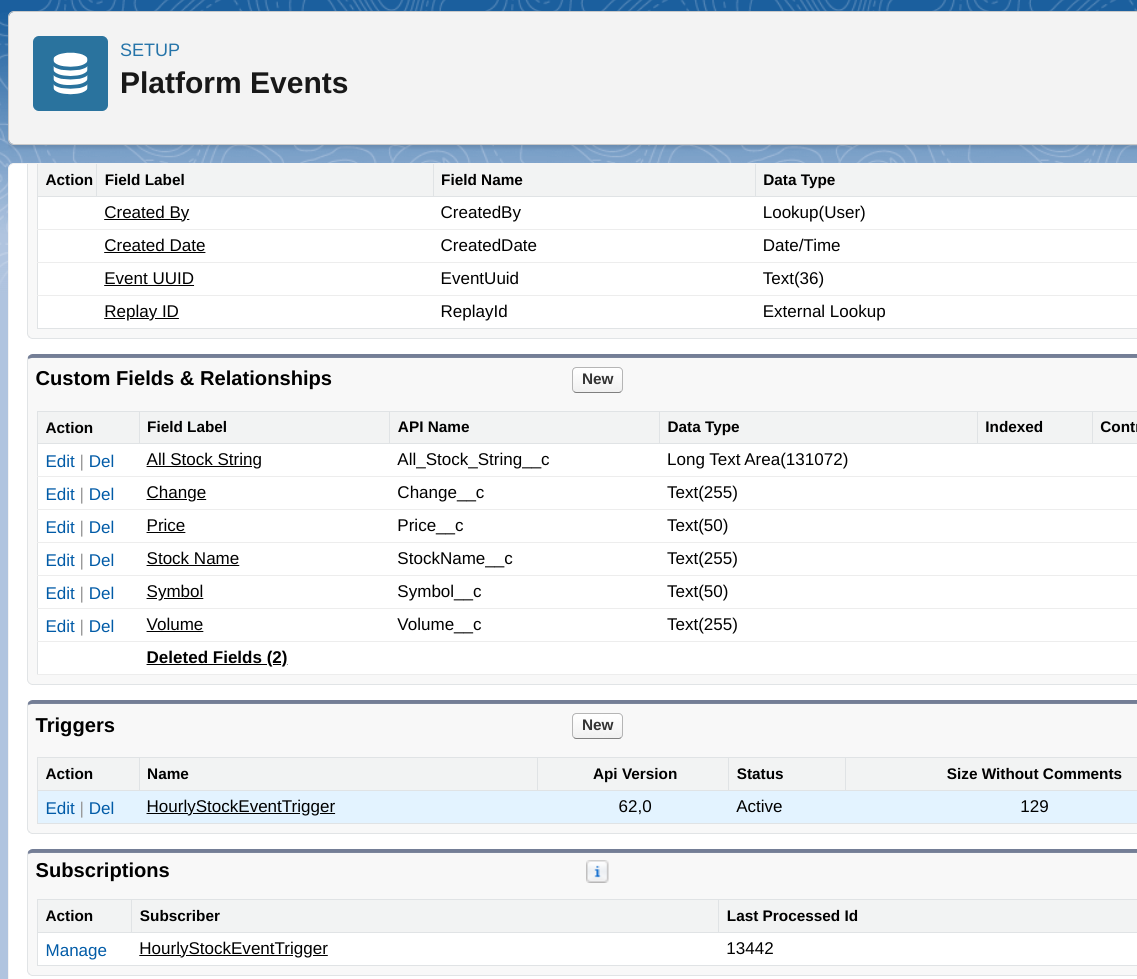 SETUP
Platform Events
Action Field Label Field Name Data Type
Created By CreatedBy Lookup(User)
Created Date CreatedDate Date/Time
Event UUID EventUuid Text(36)
Replay ID ReplayId External Lookup
Custom Fields & Relationships New
Action Field Label API Name Data Type Indexed Contr
Edit | Del All Stock String All_Stock_String__c Long Text Area(131072)
Edit | Del Change Change__c Text(255)
Edit | Del Price Price__c Text(50)
Edit | Del Stock Name StockName__c Text(255)
Edit | Del Symbol Symbol__c Text(50)
Edit | Del Volume Volume__c Text(255)
Deleted Fields (2)
Triggers New
Action Name Api Version Status Size Without Comments
Edit | Del HourlyStockEventTrigger 62,0 Active 129
Subscriptions i
Action Subscriber Last Processed Id
Manage HourlyStockEventTrigger 13442